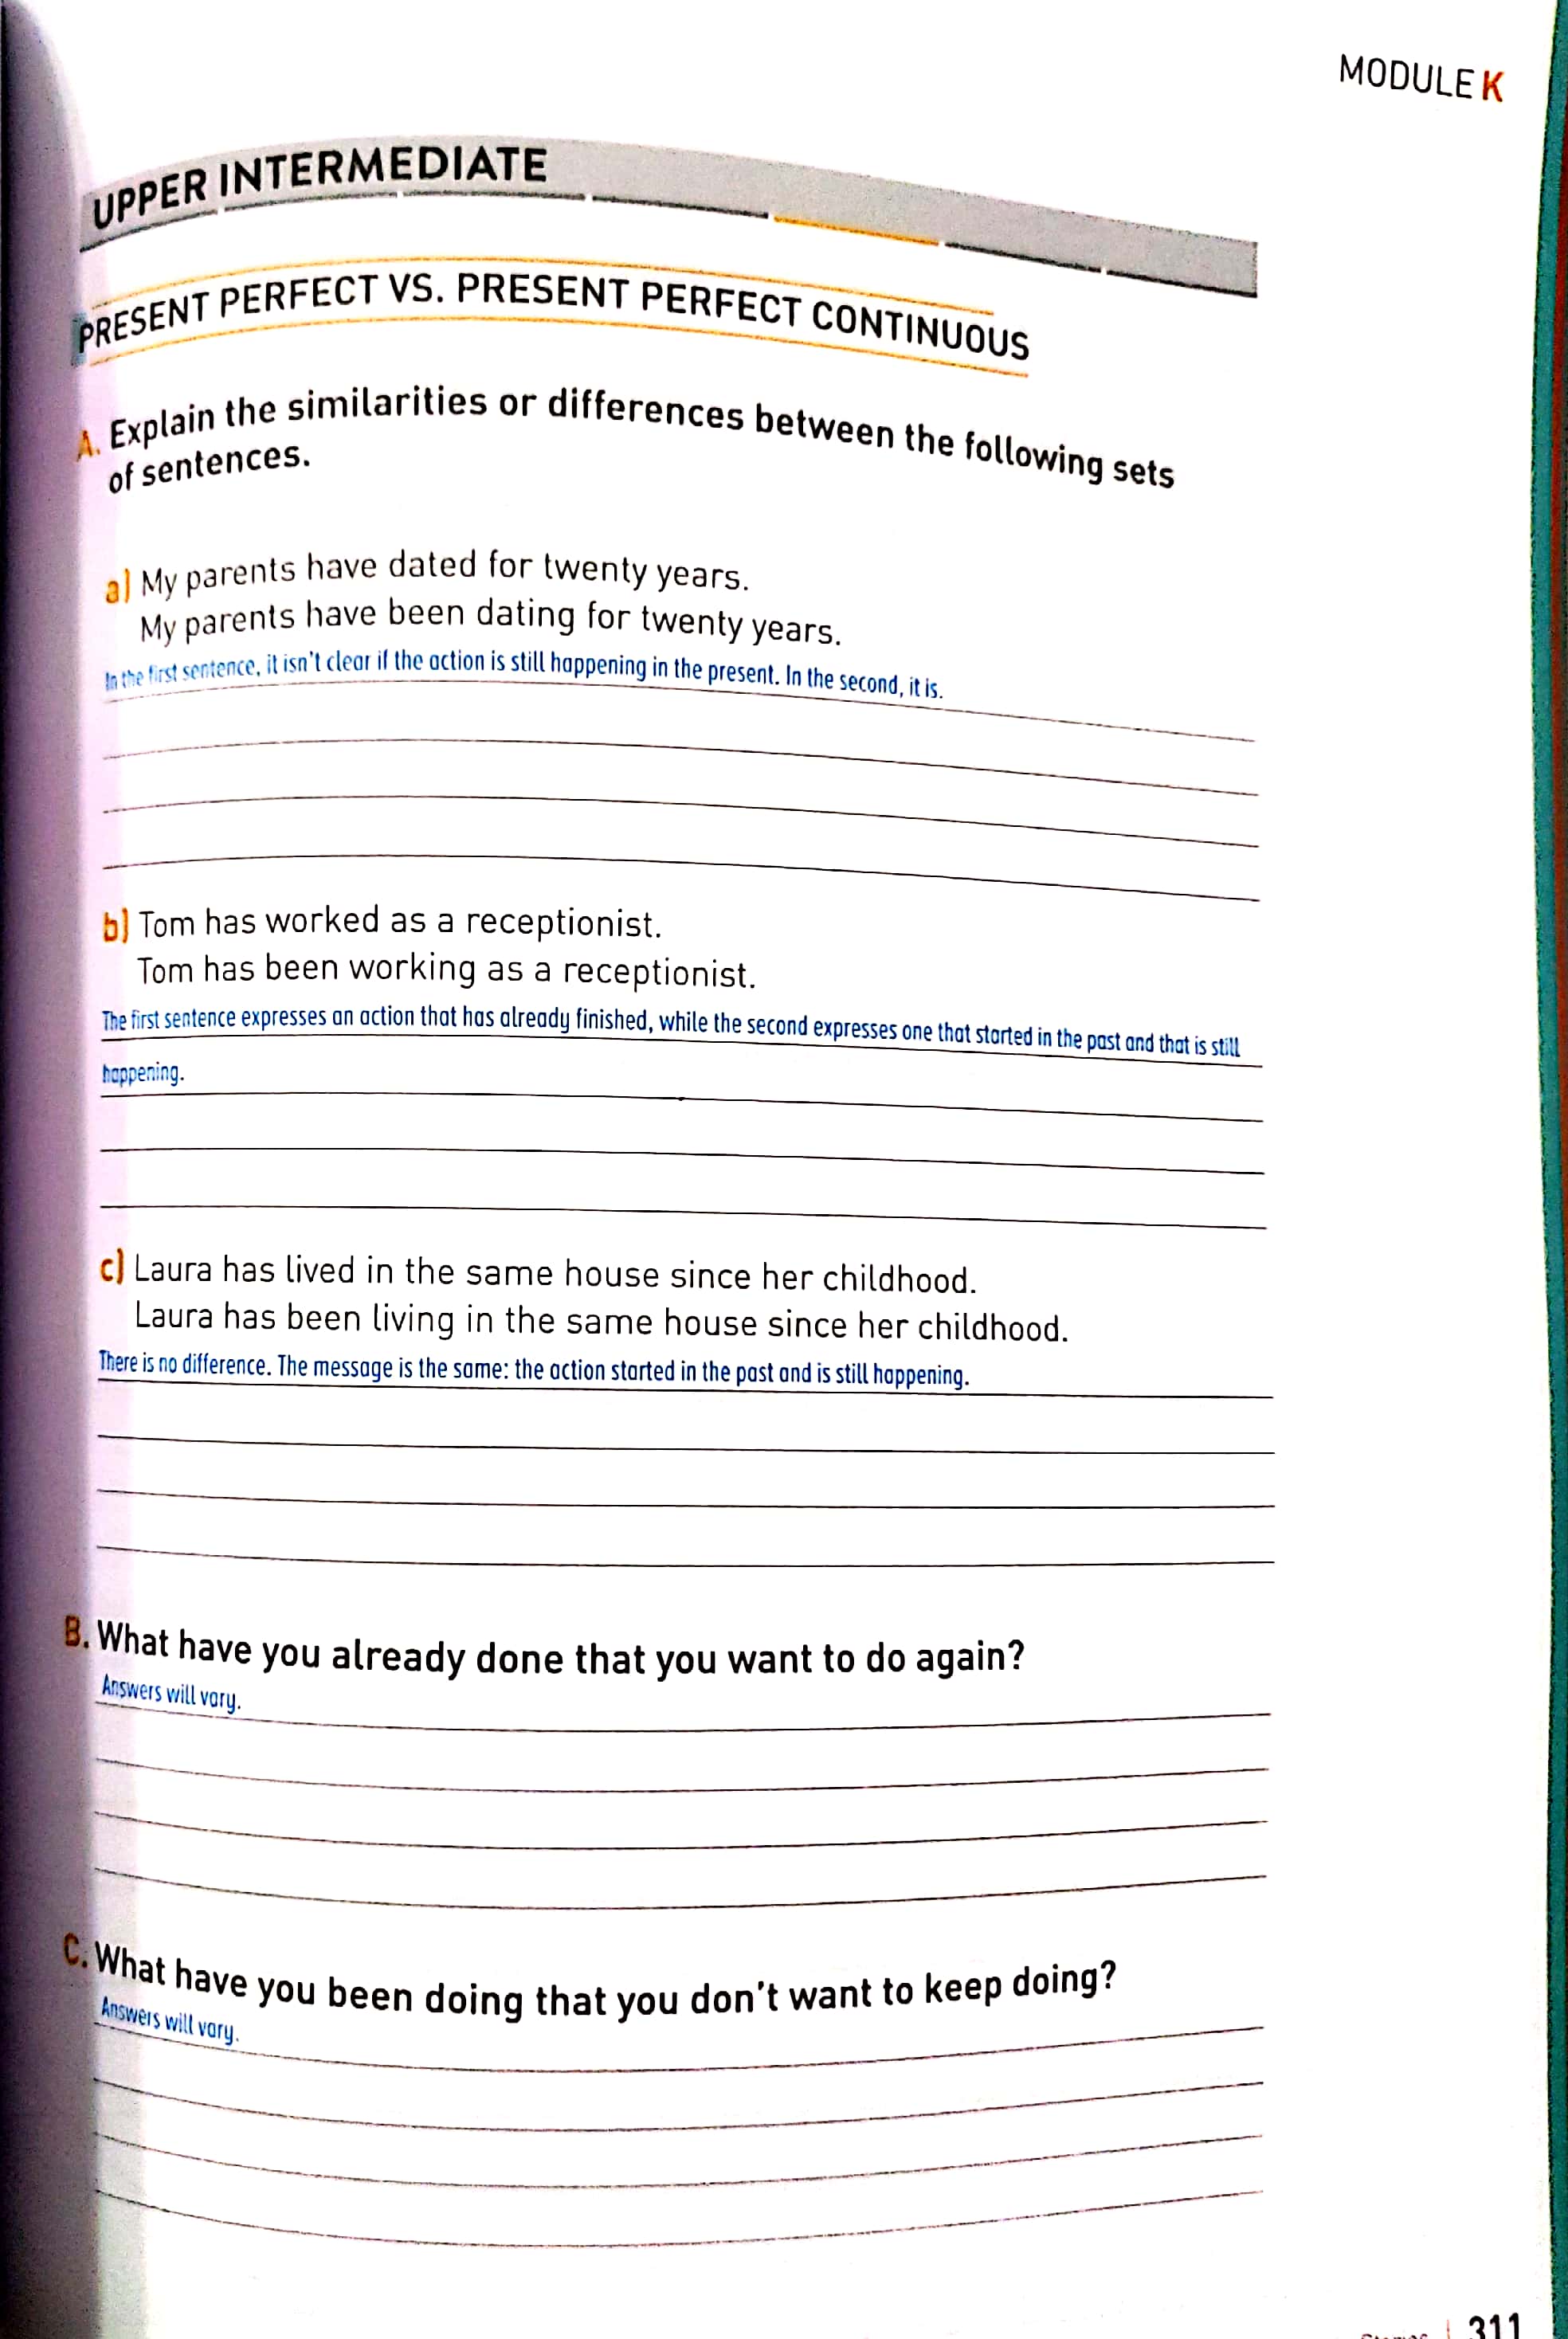 MODULE K
UPPER INTERMEDIATE
PRESENT PERFECT VS. PRESENT PERFECT CONTINUOUS
A. Explain the similarities or differences between the following sets
of sentences.
a) My parents have dated for twenty years.
My parents have been dating for twenty years.
In the first sentence, it isn't clear if the action is still happening in the present. In the second, it is.
b) Tom has worked as a receptionist.
Tom has been working as a receptionist.
The first sentence expresses an action that has already finished, while the second expresses one that started in the past and that is still
happening.
c) Laura has lived in the same house since her childhood.
Laura has been living in the same house since her childhood.
There is no difference. The message is the same: the action started in the past and is still happening.
B. What have you already done that you want to do again?
Answers will vary.
C. What have you been doing that you don't want to keep doing?
Answers will vary.
311